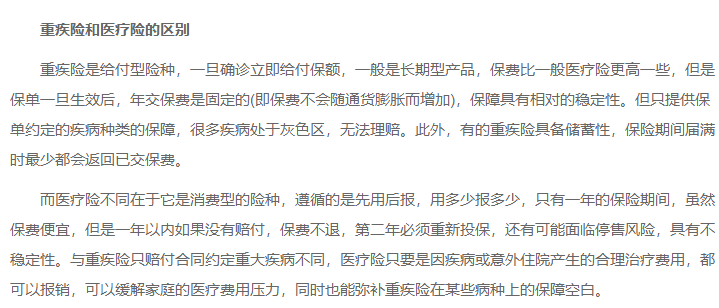 重疾险和医疗险的区别
重疾险是给付型险种，一旦确诊立即给付保额，一般是长期型产品，保费比一般医疗险更高一些，但是
保单一旦生效后，年交保费是固定的(即保费不会随通货膨胀而增加)，保障具有相对的稳定性。但只提供保
单约定的疾病种类的保障，很多疾病处于灰色区，无法理赔。此外，有的重疾险具备储蓄性，保险期间届满
时最少都会返回已交保费。
而医疗险不同在于它是消费型的险种，遵循的是先用后报，用多少报多少，只有一年的保险期间，虽然
保费便宜，但是一年以内如果没有赔付，保费不退，第二年必须重新投保，还有可能面临停售风险，具有不
稳定性。与重疾险只赔付合同约定重大疾病不同，医疗险只要是因疾病或意外住院产生的合理治疗费用，都
可以报销，可以缓解家庭的医疗费用压力，同时也能弥补重疾险在某些病种上的保障空白。